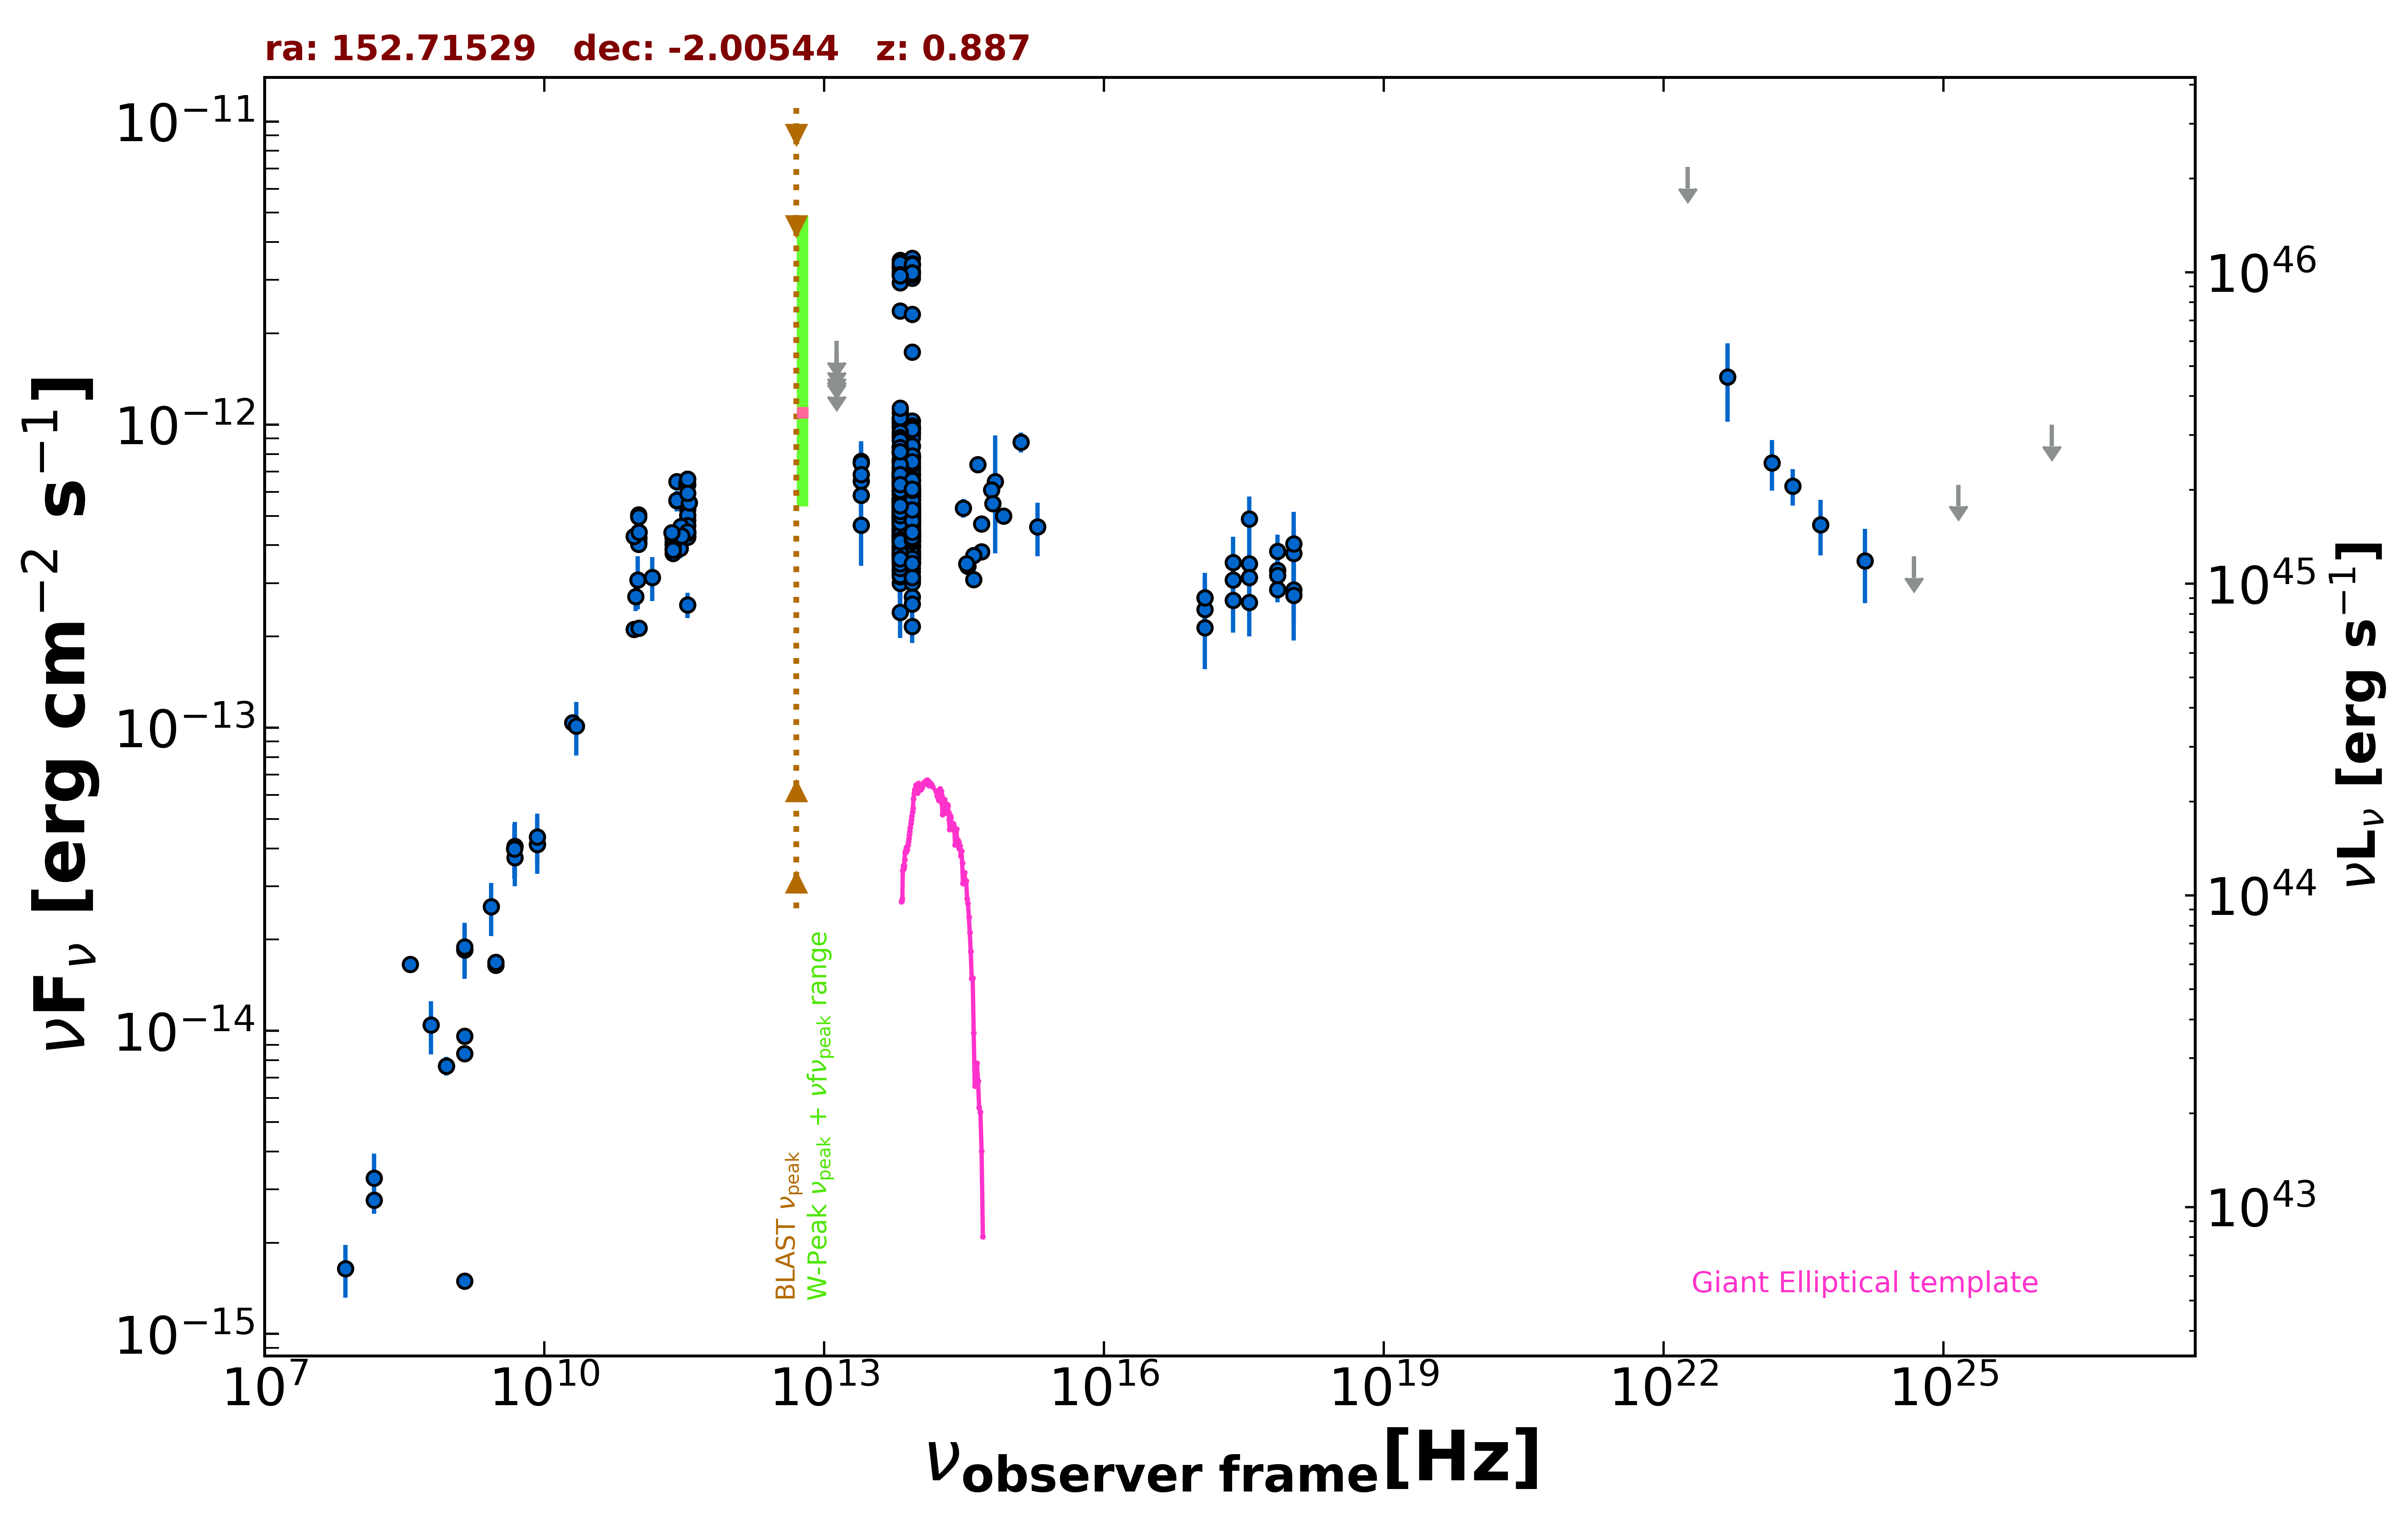 ra: 152.71529   dec: -2.00544   z: 0.887
10⁻¹¹
10⁻¹²
10⁻¹³
10⁻¹⁴
10⁻¹⁵
νFν [erg cm⁻² s⁻¹]
10⁴⁶
10⁴⁵
10⁴⁴
10⁴³
νLν [erg s⁻¹]
BLAST νpeak
W-Peak νpeak + νfνpeak range
Giant Elliptical template
10⁷ 10¹⁰ 10¹³ 10¹⁶ 10¹⁹ 10²² 10²⁵
νobserver frame[Hz]